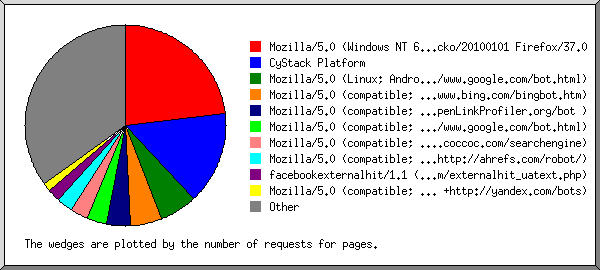 Mozilla/5.0 (Windows NT 6...cko/20100101 Firefox/37.0
CyStack Platform
Mozilla/5.0 (Linux; Andro.../www.google.com/bot.html)
Mozilla/5.0 (compatible; ...www.bing.com/bingbot.htm)
Mozilla/5.0 (compatible; ...penLinkProfiler.org/bot )
Mozilla/5.0 (compatible; .../www.google.com/bot.html)
Mozilla/5.0 (compatible; ....coccoc.com/searchengine)
Mozilla/5.0 (compatible; ...http://ahrefs.com/robot/)
facebookexternalhit/1.1 (...m/externalhit_uatext.php)
Mozilla/5.0 (compatible; ... +http://yandex.com/bots)
Other
The wedges are plotted by the number of requests for pages.